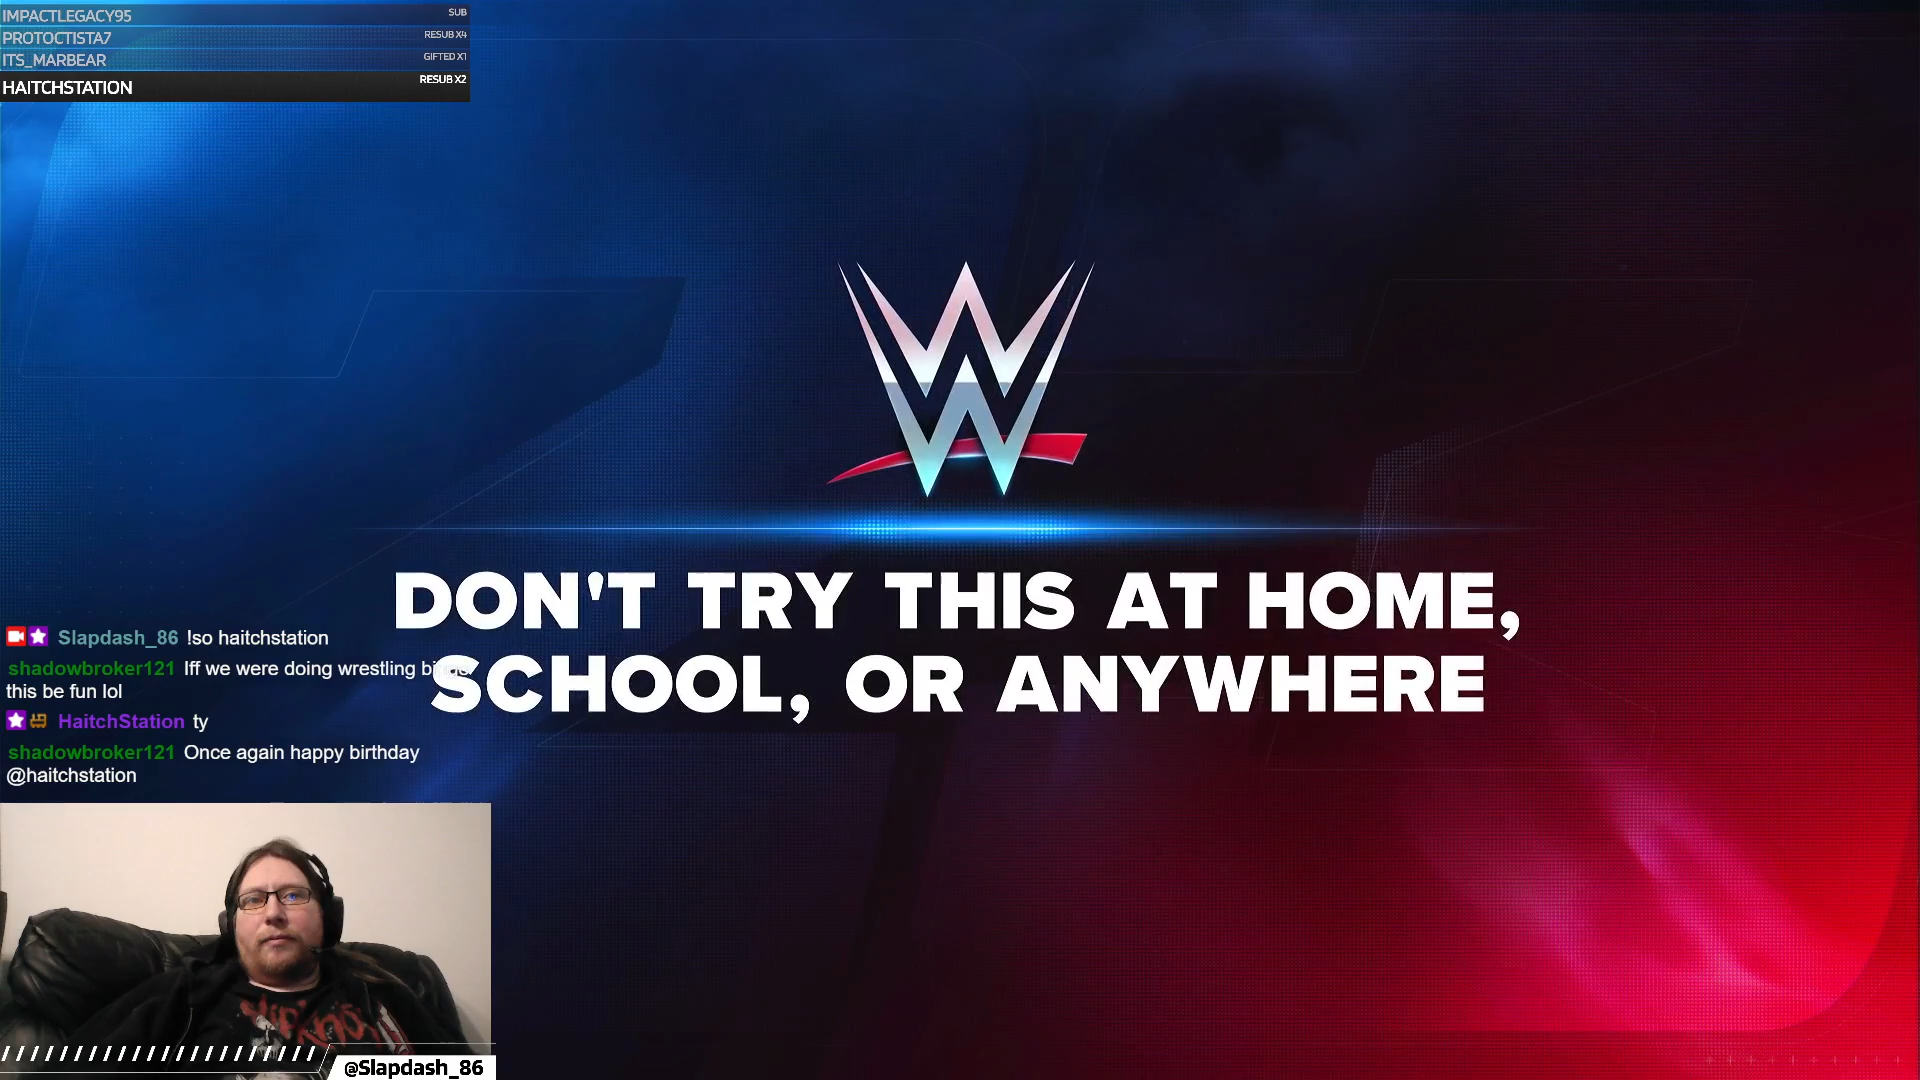 IMPACTLEGACY95 SUB
PROTOCTISTA7 RESUB X4
ITS_MARBEAR GIFTED X1
HAITCHSTATION RESUB X2
W
DON'T TRY THIS AT HOME,
SCHOOL, OR ANYWHERE
Slapdash_86 !so haitchstation
shadowbroker121 Iff we were doing wrestling bingo
this be fun lol
HaitchStation ty
shadowbroker121 Once again happy birthday
@haitchstation
@Slapdash_86